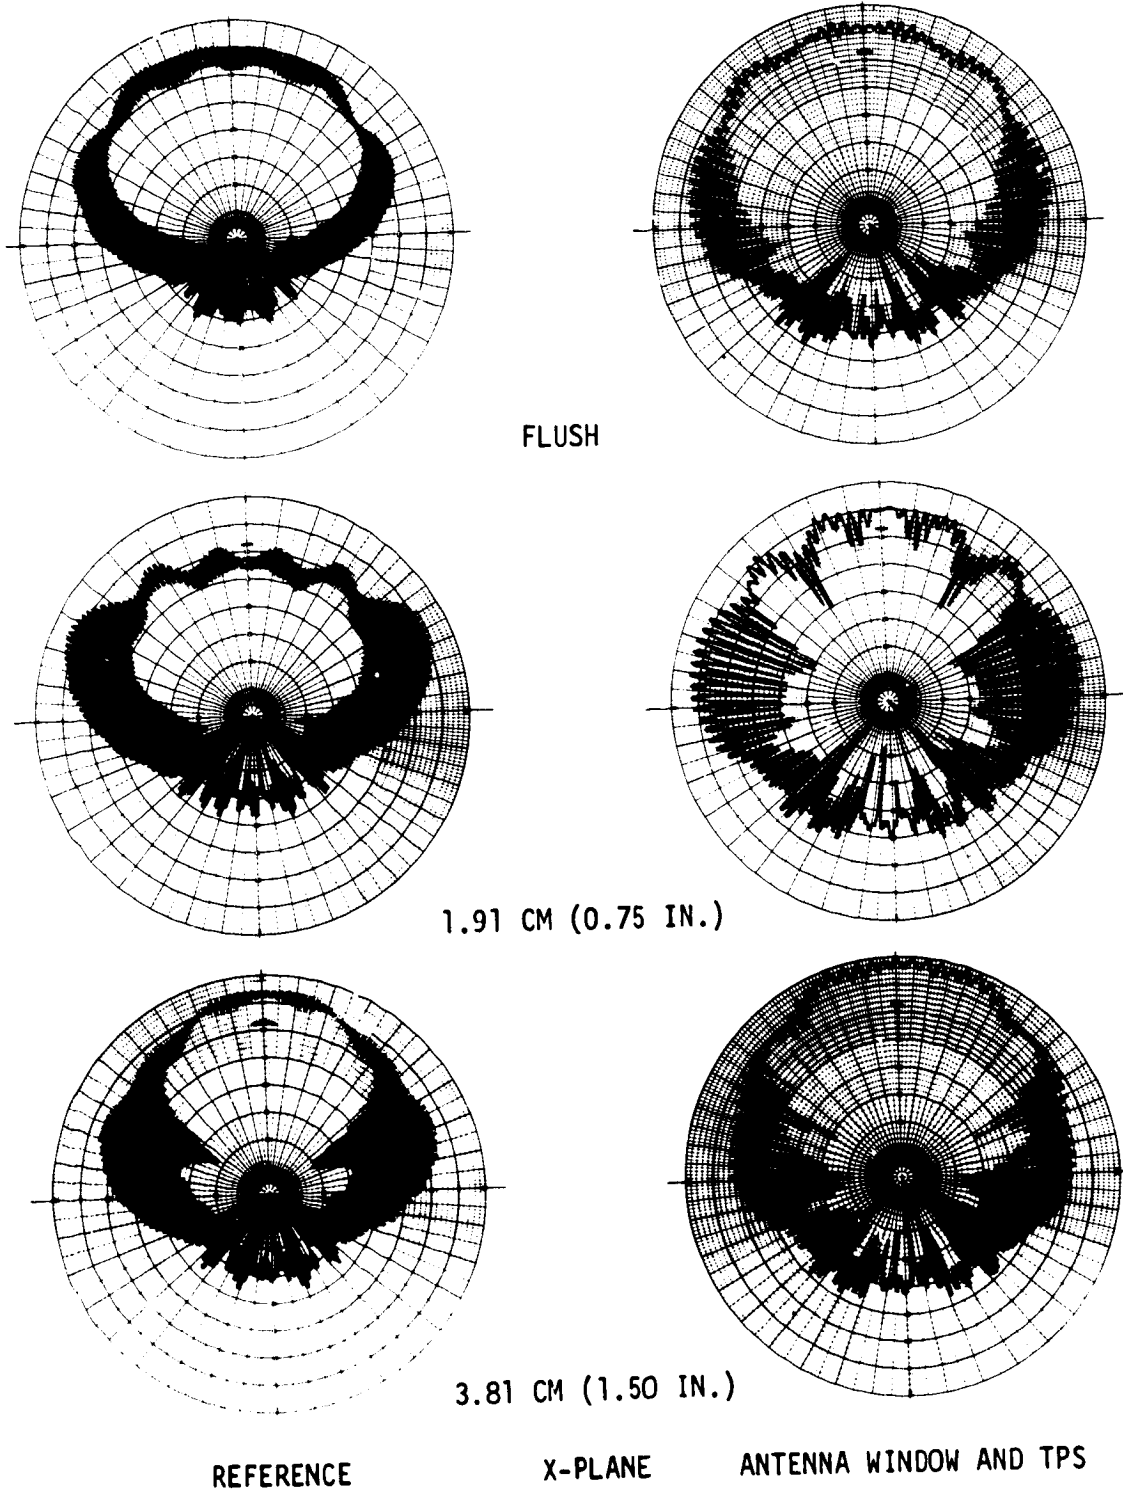 FLUSH
1.91 CM (0.75 IN.)
3.81 CM (1.50 IN.)
REFERENCE X-PLANE ANTENNA WINDOW AND TPS